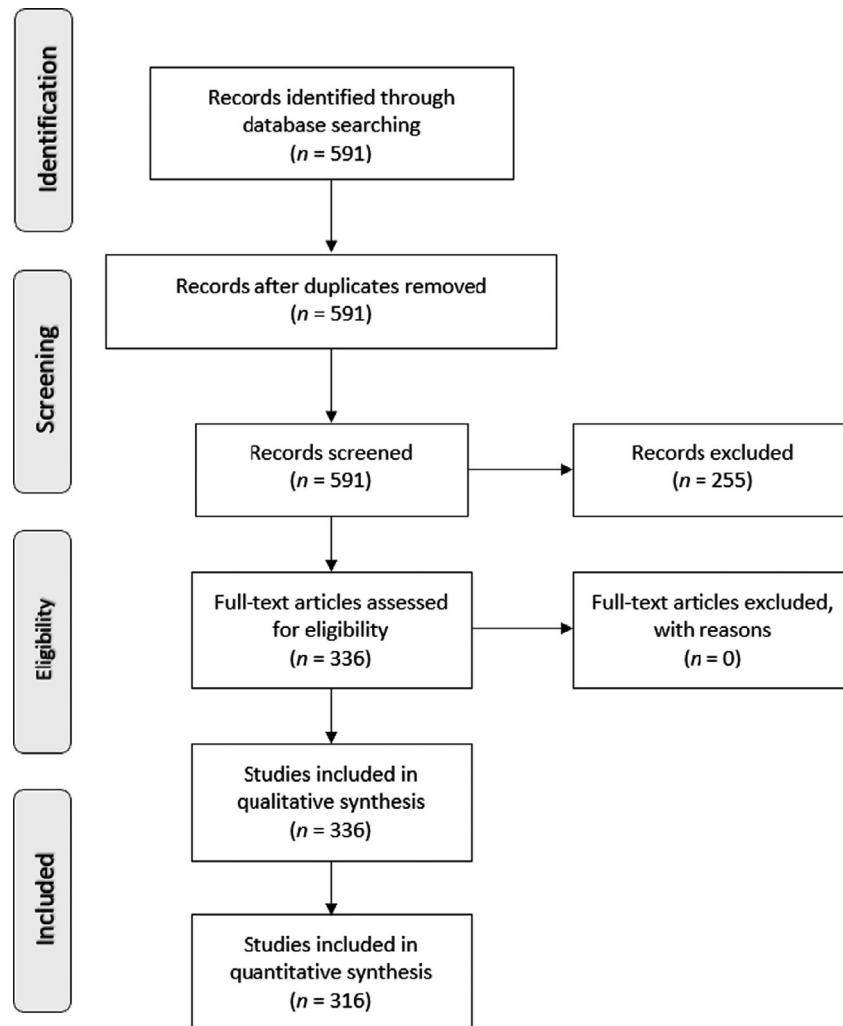 Identification
Records identified through
database searching
(n = 591)
Records after duplicates removed
(n = 591)
Screening
Records screened
(n = 591)
Records excluded
(n = 255)
Eligibility
Full-text articles assessed
for eligibility
(n = 336)
Full-text articles excluded,
with reasons
(n = 0)
Studies included in
qualitative synthesis
(n = 336)
Included
Studies included in
quantitative synthesis
(n = 316)